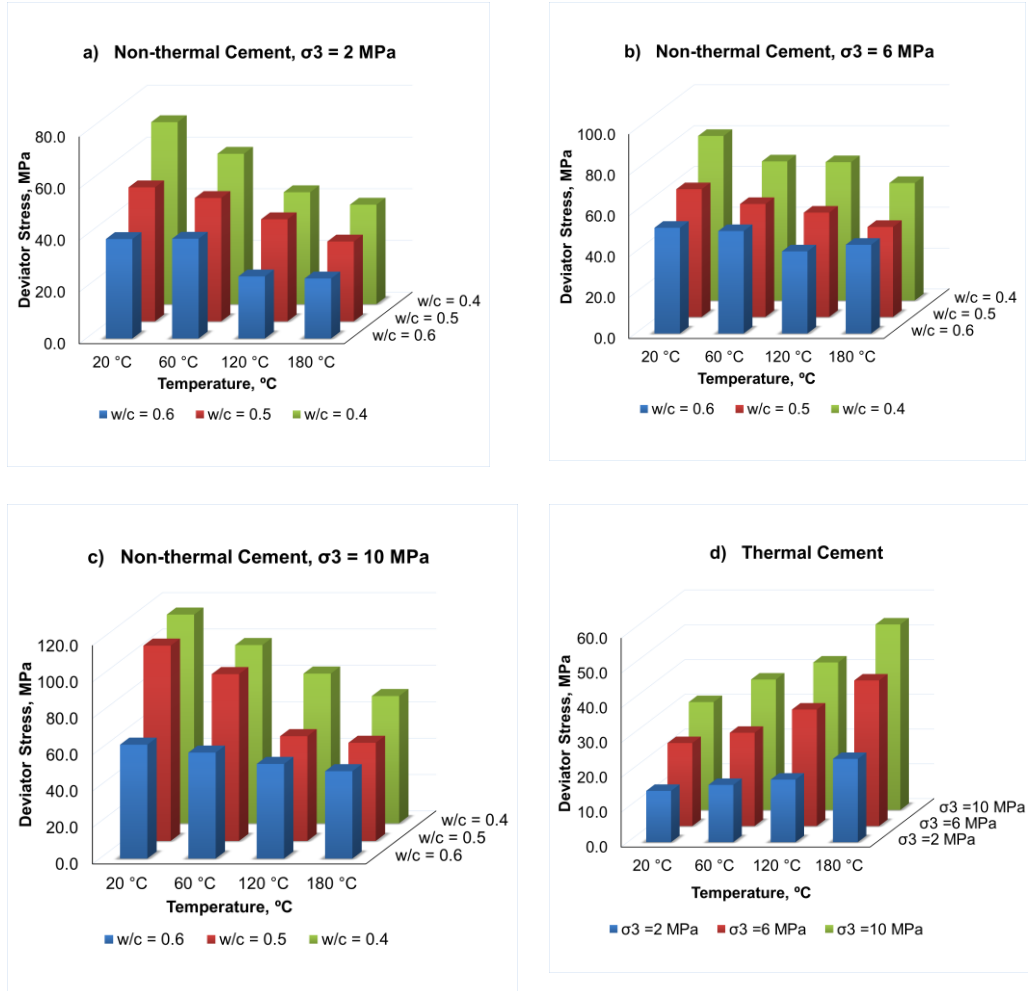 a) Non-thermal Cement, σ3 = 2 MPa
Deviator Stress, MPa
80.0
60.0
40.0
20.0
0.0
20 °C 60 °C 120 °C 180 °C
w/c = 0.4
w/c = 0.5
w/c = 0.6
Temperature, ºC
w/c = 0.6 w/c = 0.5 w/c = 0.4
b) Non-thermal Cement, σ3 = 6 MPa
Deviator Stress, MPa
100.0
80.0
60.0
40.0
20.0
0.0
20 °C 60 °C 120 °C 180 °C
w/c = 0.4
w/c = 0.5
w/c = 0.6
Temperature, ºC
w/c = 0.6 w/c = 0.5 w/c = 0.4
c) Non-thermal Cement, σ3 = 10 MPa
Deviator Stress, MPa
120.0
100.0
80.0
60.0
40.0
20.0
0.0
20 °C 60 °C 120 °C 180 °C
w/c = 0.4
w/c = 0.5
w/c = 0.6
Temperature, ºC
w/c = 0.6 w/c = 0.5 w/c = 0.4
d) Thermal Cement
Deviator Stress, MPa
60.0
50.0
40.0
30.0
20.0
10.0
0.0
20 °C 60 °C 120 °C 180 °C
σ3 =10 MPa
σ3 =6 MPa
σ3 =2 MPa
Temperature, ºC
σ3 =2 MPa σ3 =6 MPa σ3 =10 MPa